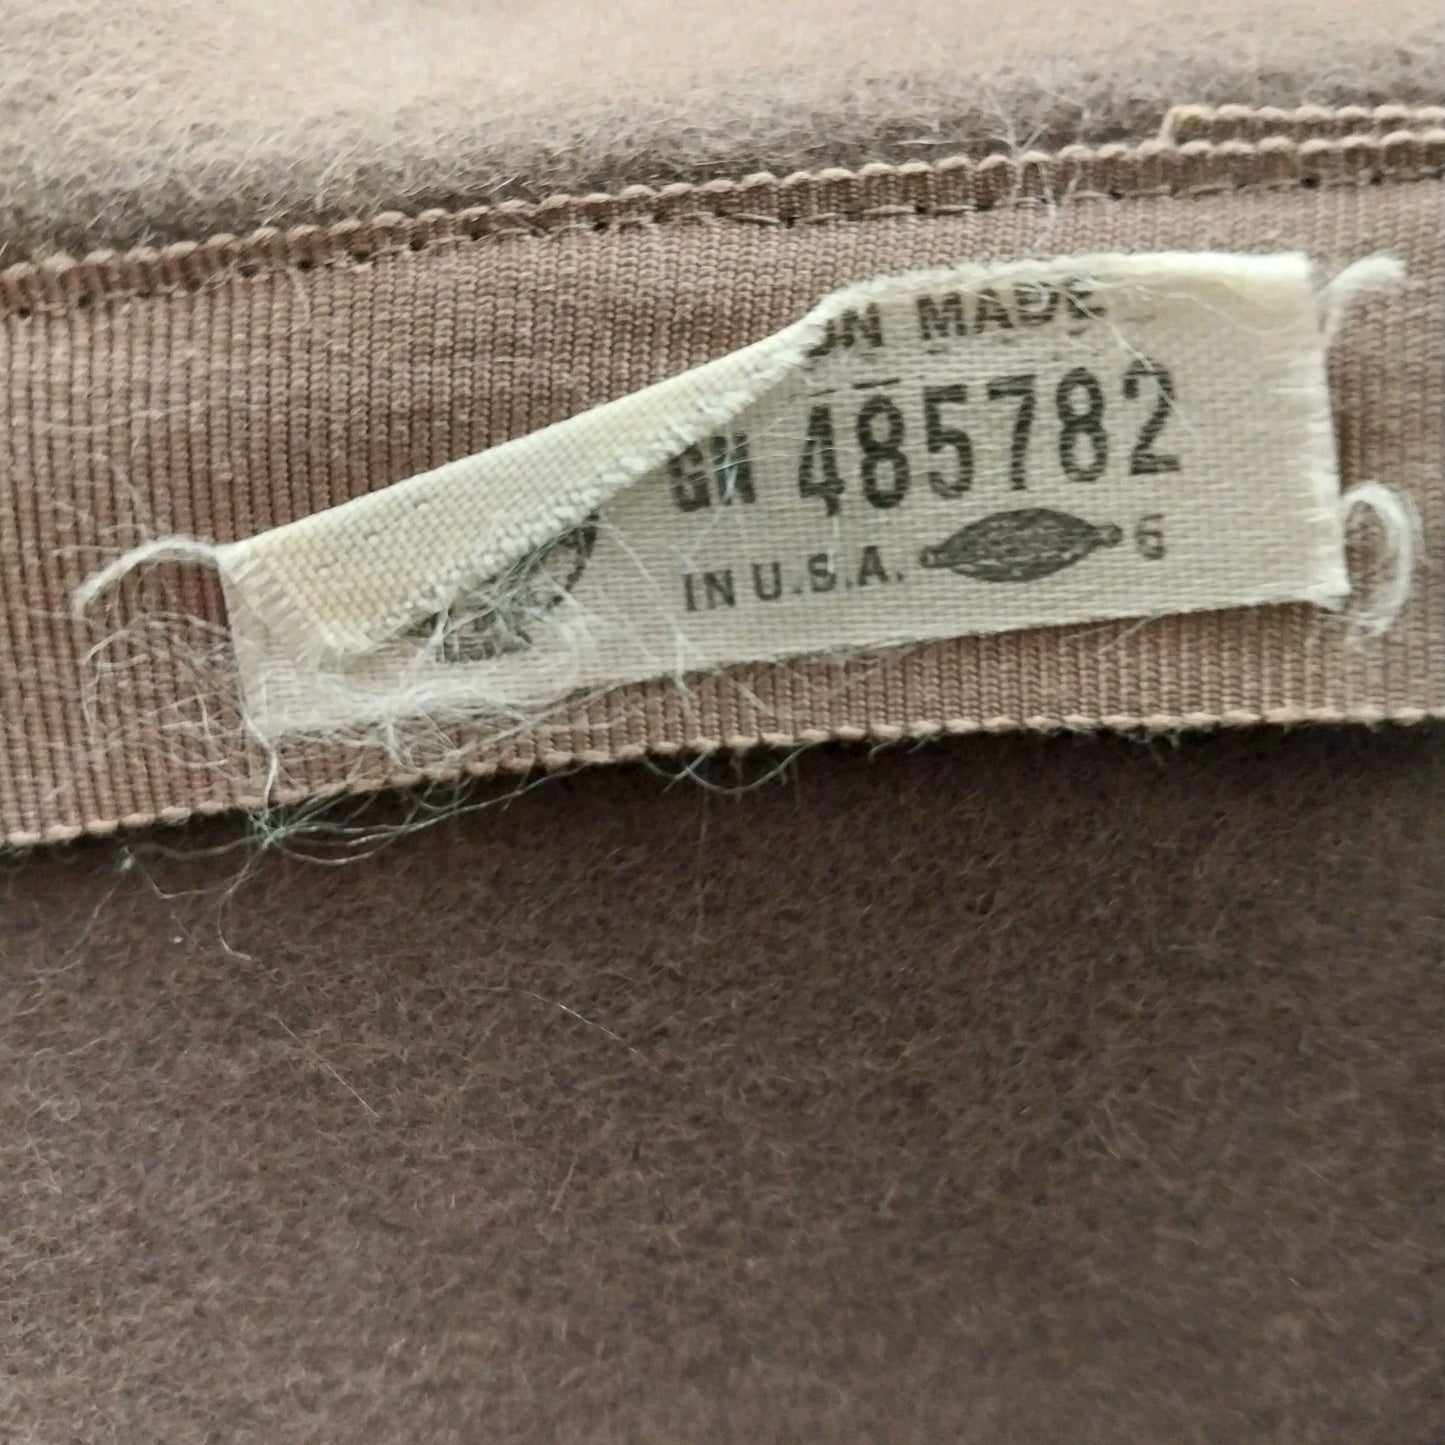 ON MADE
GN 485782
IN U.S.A. 6